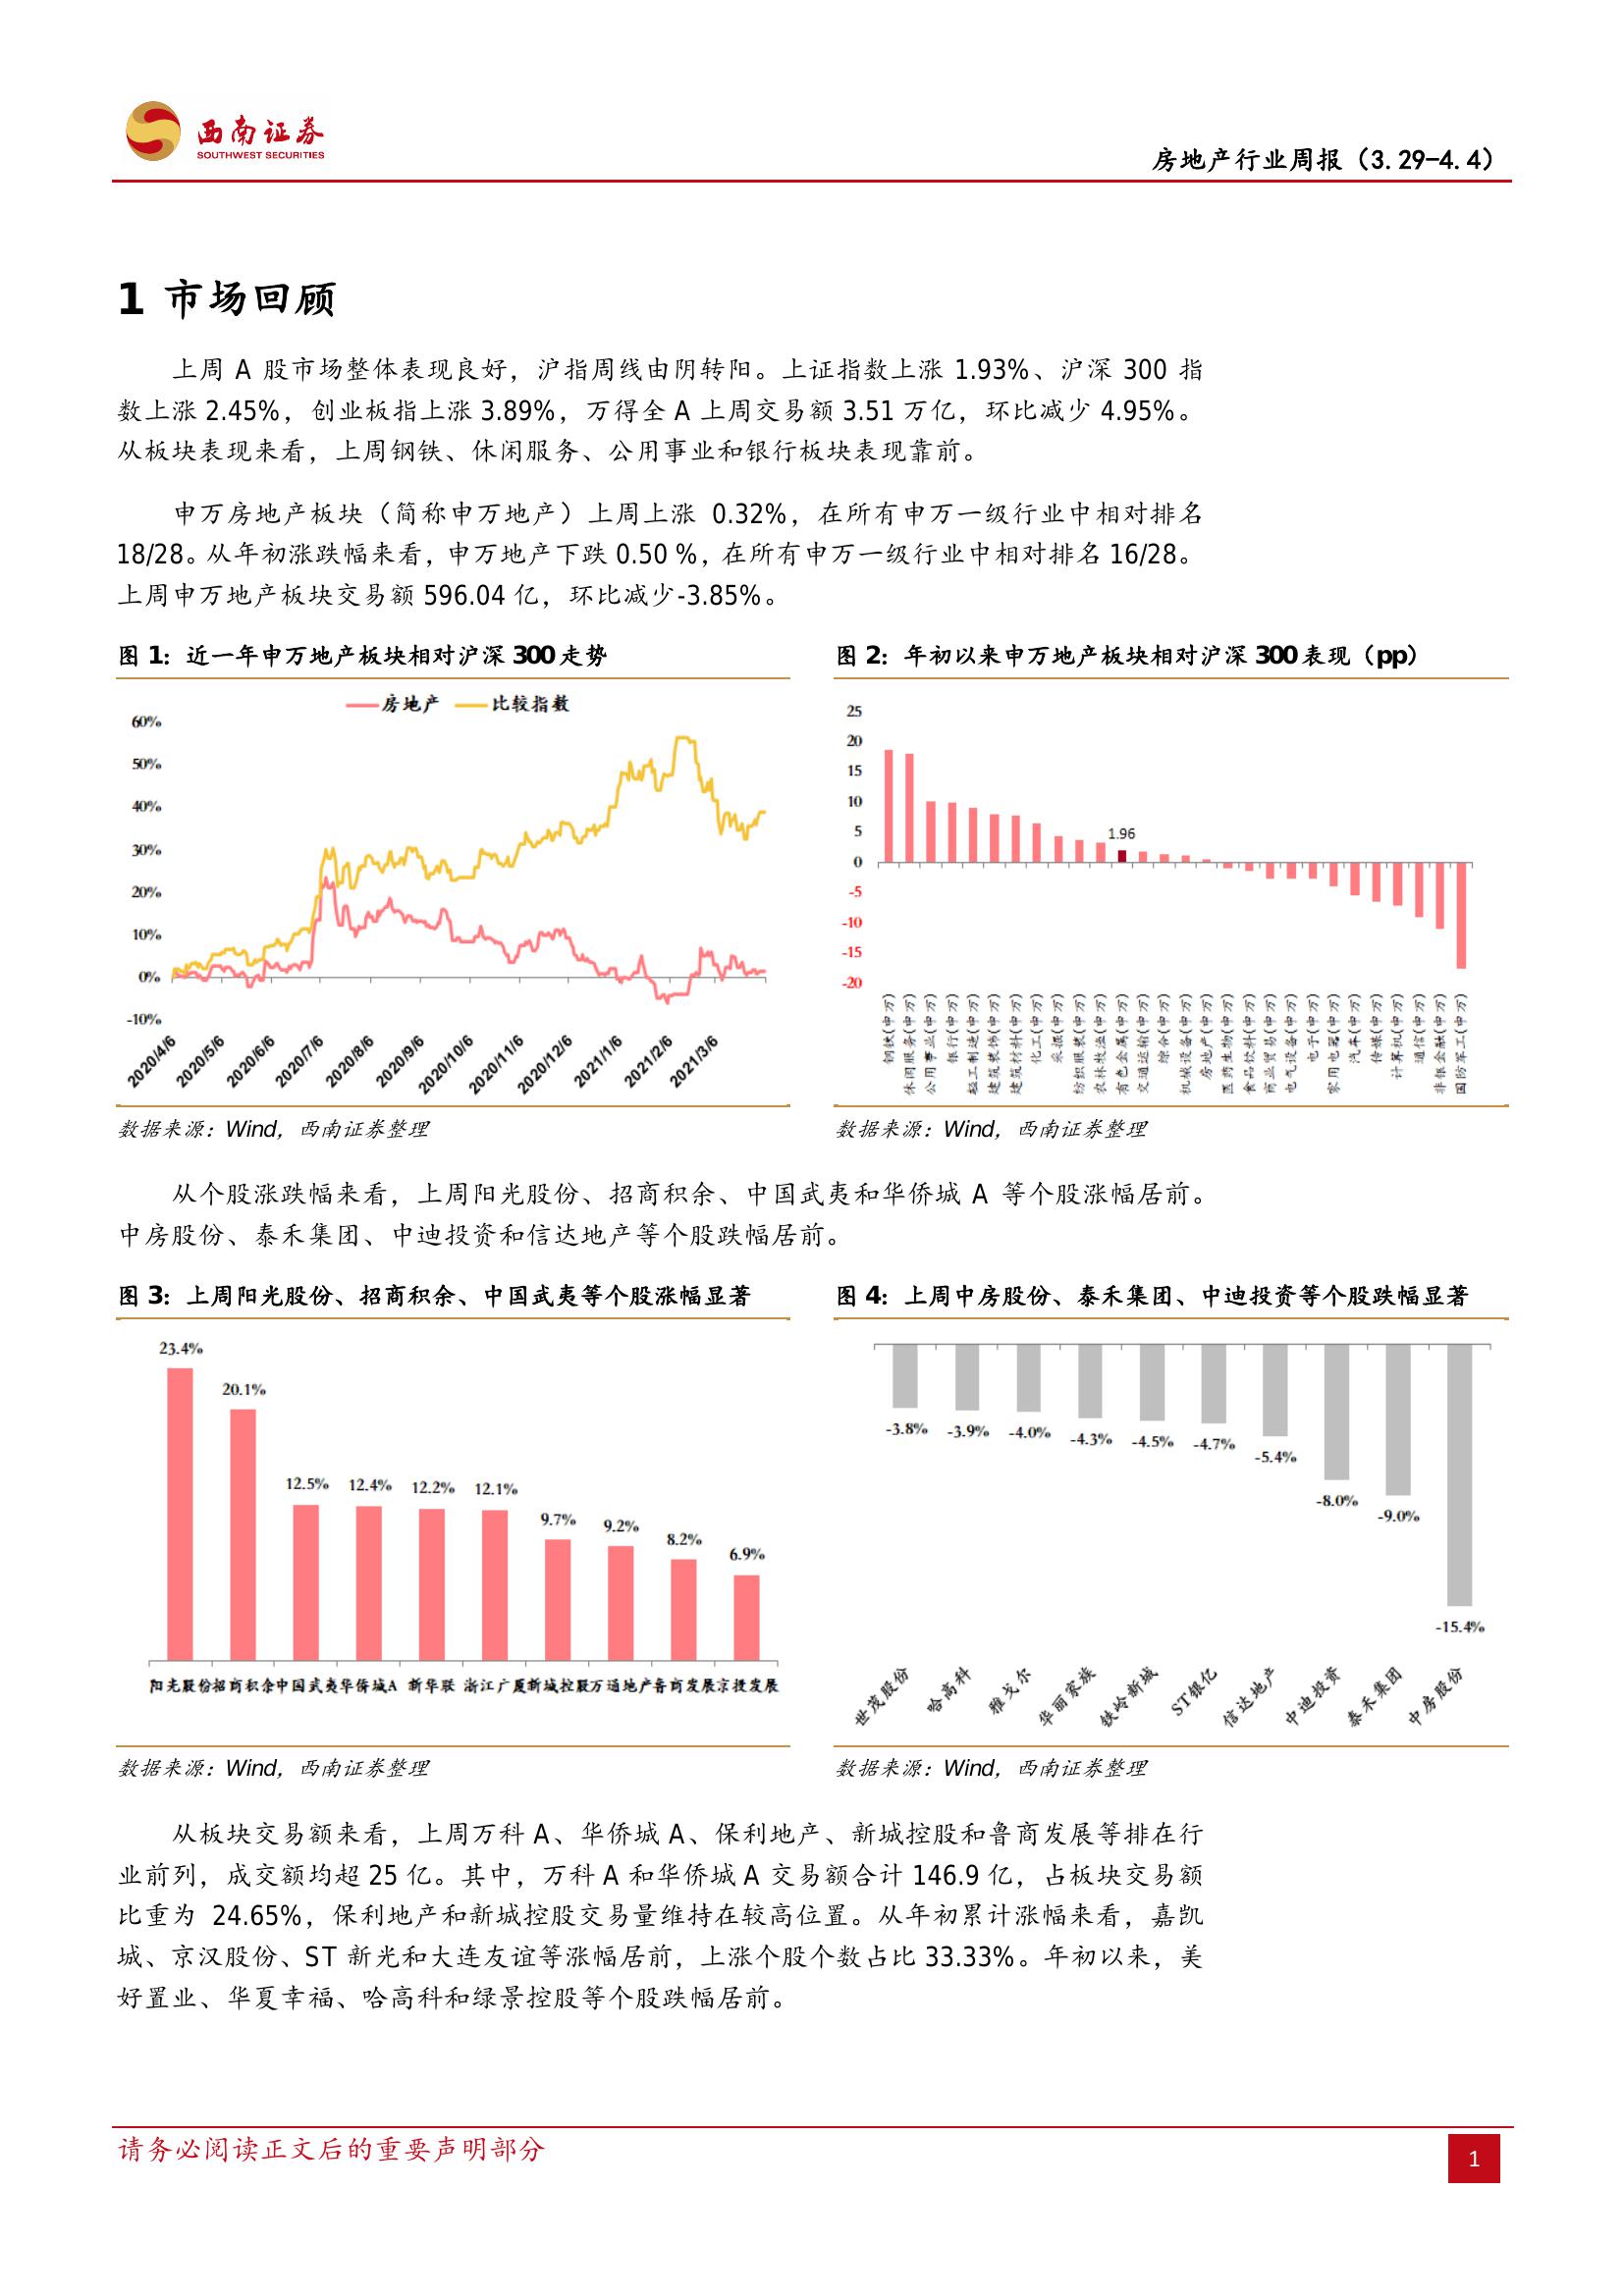 西南证券
SOUTHWEST SECURITIES
房地产行业周报（3.29-4.4）
1 市场回顾
上周 A 股市场整体表现良好，沪指周线由阴转阳。上证指数上涨 1.93%、沪深 300 指
数上涨 2.45%，创业板指上涨 3.89%，万得全 A 上周交易额 3.51 万亿，环比减少 4.95%。
从板块表现来看，上周钢铁、休闲服务、公用事业和银行板块表现靠前。
申万房地产板块（简称申万地产）上周上涨 0.32%，在所有申万一级行业中相对排名
18/28。从年初涨跌幅来看，申万地产下跌 0.50 %，在所有申万一级行业中相对排名 16/28。
上周申万地产板块交易额 596.04 亿，环比减少-3.85%。
图 1：近一年申万地产板块相对沪深 300 走势
房地产 比较指数
60%
50%
40%
30%
20%
10%
0%
-10%
2020/4/6 2020/5/6 2020/6/6 2020/7/6 2020/8/6 2020/9/6 2020/10/6 2020/11/6 2020/12/6 2021/1/6 2021/2/6 2021/3/6
数据来源：Wind，西南证券整理
图 2：年初以来申万地产板块相对沪深 300 表现（pp）
25
20
15
10
5
0
-5
-10
-15
-20
1.96
钢铁(申万)
休闲服务(申万)
公用事业(申万)
银行(申万)
轻工制造(申万)
建筑装饰(申万)
建筑材料(申万)
化工(申万)
采掘(申万)
纺织服装(申万)
农林牧渔(申万)
有色金属(申万)
交通运输(申万)
综合(申万)
机械设备(申万)
房地产(申万)
医药生物(申万)
食品饮料(申万)
商业贸易(申万)
电气设备(申万)
电子(申万)
家用电器(申万)
汽车(申万)
传媒(申万)
计算机(申万)
通信(申万)
非银金融(申万)
国防军工(申万)
数据来源：Wind，西南证券整理
从个股涨跌幅来看，上周阳光股份、招商积余、中国武夷和华侨城 A 等个股涨幅居前。
中房股份、泰禾集团、中迪投资和信达地产等个股跌幅居前。
图 3：上周阳光股份、招商积余、中国武夷等个股涨幅显著
23.4% 20.1% 12.5% 12.4% 12.2% 12.1% 9.7% 9.2% 8.2% 6.9%
阳光股份 招商积余 中国武夷 华侨城A 新华联 浙江广厦 新城控股 万通地产 鲁商发展 京投发展
数据来源：Wind，西南证券整理
图 4：上周中房股份、泰禾集团、中迪投资等个股跌幅显著
-3.8% -3.9% -4.0% -4.3% -4.5% -4.7% -5.4% -8.0% -9.0% -15.4%
世茂股份 哈高科 雅戈尔 华丽家族 铁岭新城 ST银亿 信达地产 中迪投资 泰禾集团 中房股份
数据来源：Wind，西南证券整理
从板块交易额来看，上周万科 A、华侨城 A、保利地产、新城控股和鲁商发展等排在行
业前列，成交额均超 25 亿。其中，万科 A 和华侨城 A 交易额合计 146.9 亿，占板块交易额
比重为 24.65%，保利地产和新城控股交易量维持在较高位置。从年初累计涨幅来看，嘉凯
城、京汉股份、ST 新光和大连友谊等涨幅居前，上涨个股个数占比 33.33%。年初以来，美
好置业、华夏幸福、哈高科和绿景控股等个股跌幅居前。
请务必阅读正文后的重要声明部分
1